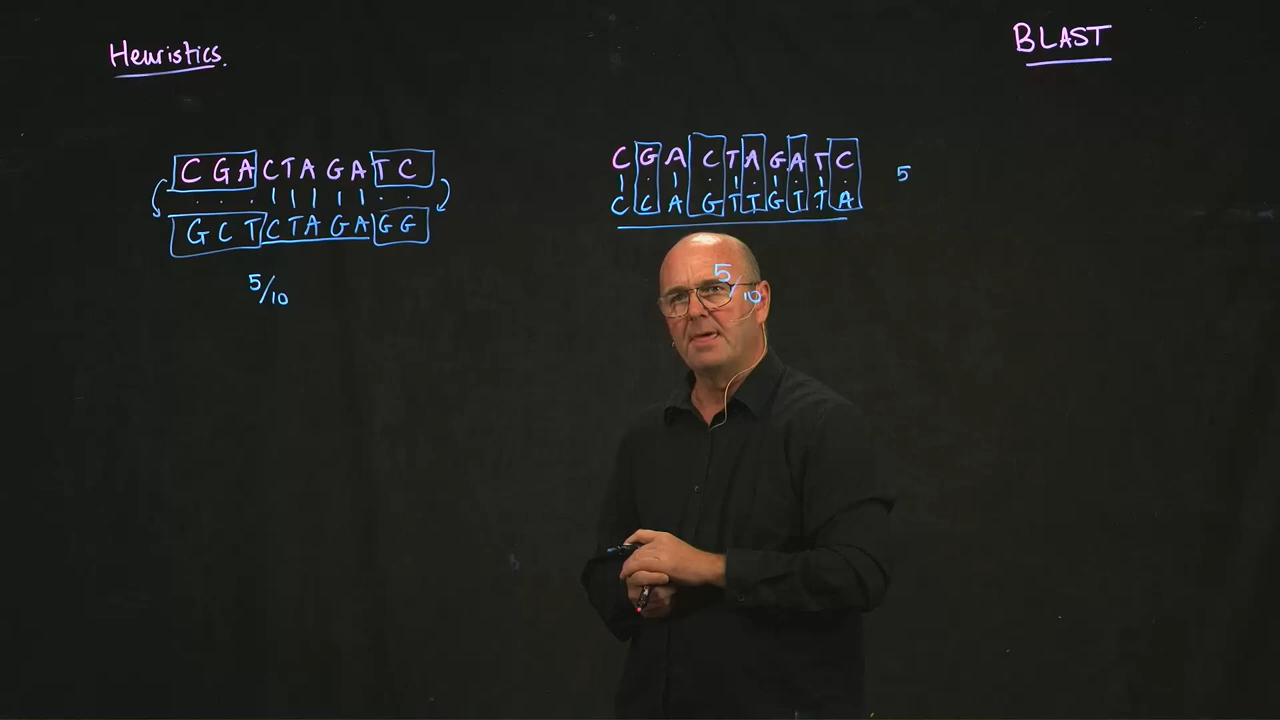 Heuristics.
BLAST
CGACTAGATC
GCTCTAGAGG
5/10
CGACTAGATC
CCAGTTGTTA
5
5/10